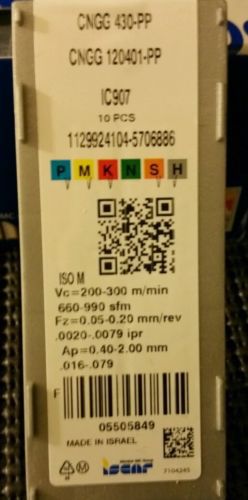 CNGG 430-PP
CNGG 120401-PP
IC907
10 PCS
1129924104-5706886
P M K N S H
ISO M
Vc=200-300 m/min
660-990 sfm
Fz=0.05-0.20 mm/rev
.0020-.0079 ipr
Ap=0.40-2.00 mm
.016-.079
F
05505849
MADE IN ISRAEL
iscar
7104245